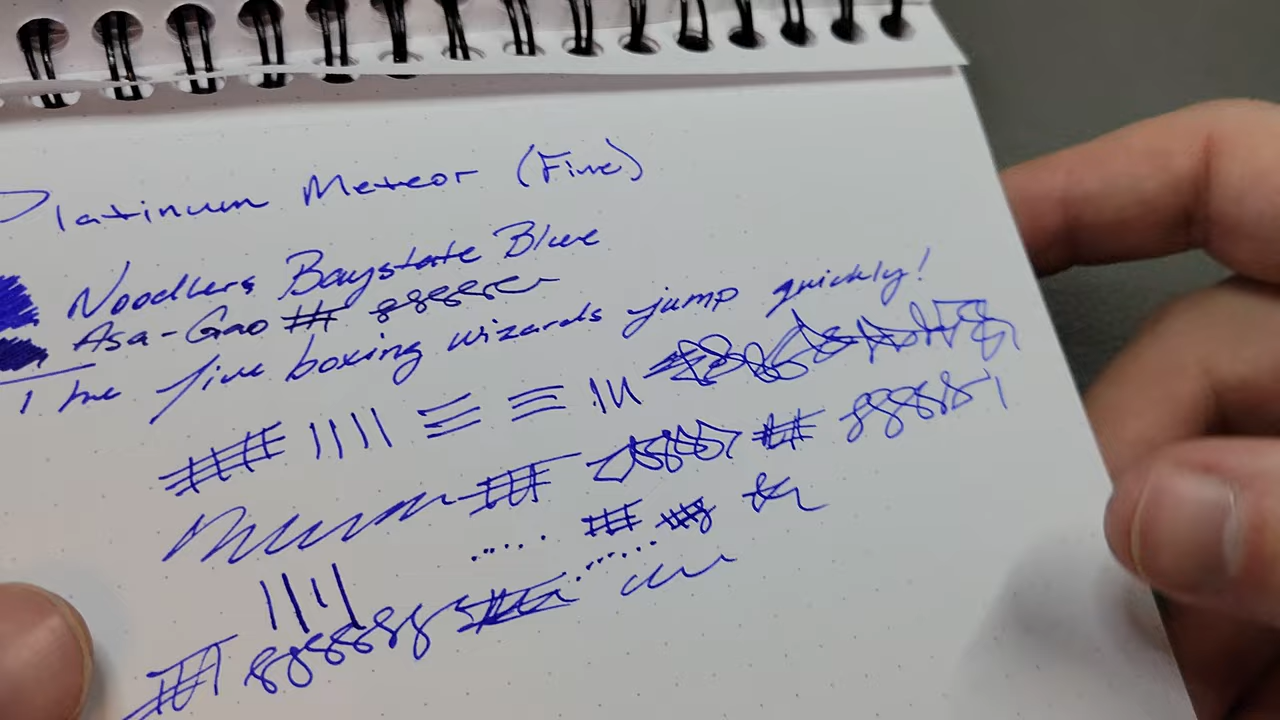 Platinum Meteor (Fine)
Noodlers Baystate Blue
Asa-Gao
The five boxing wizards jump quickly!